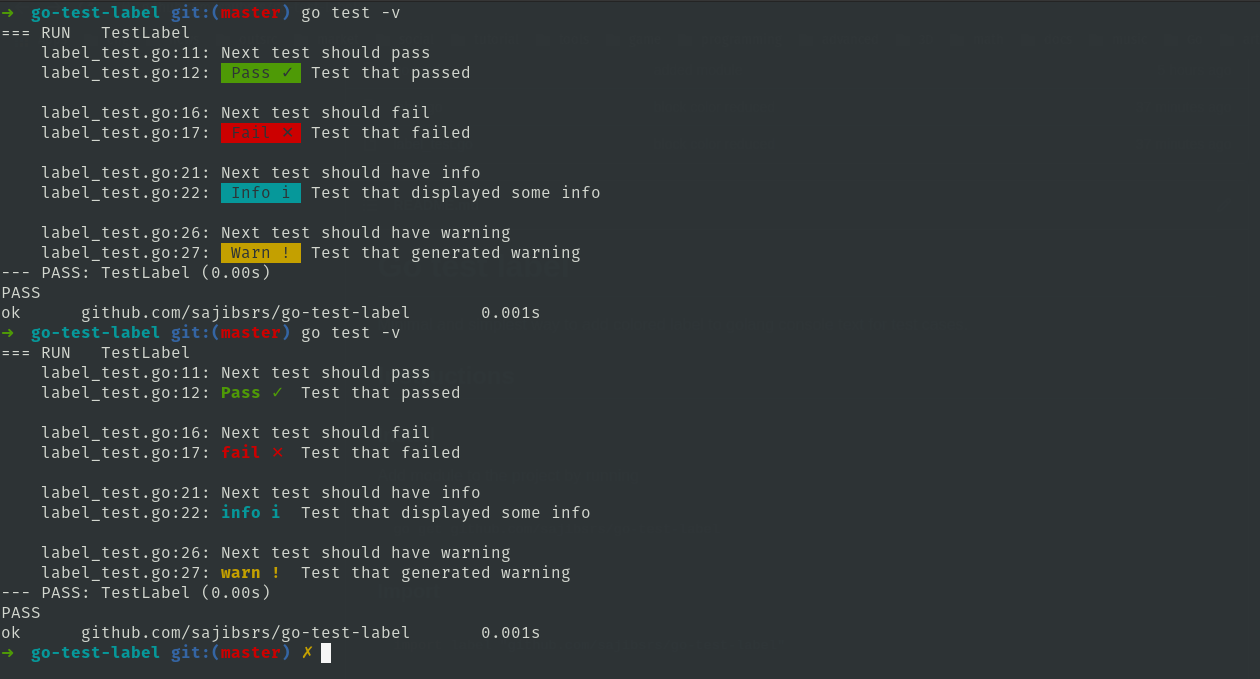 → go-test-label git:(master) go test -v
=== RUN   TestLabel
    label_test.go:11: Next test should pass
    label_test.go:12:  Pass ✓  Test that passed

    label_test.go:16: Next test should fail
    label_test.go:17:  Fail ✕  Test that failed

    label_test.go:21: Next test should have info
    label_test.go:22:  Info i  Test that displayed some info

    label_test.go:26: Next test should have warning
    label_test.go:27:  Warn !  Test that generated warning
--- PASS: TestLabel (0.00s)
PASS
ok      github.com/sajibsrs/go-test-label       0.001s
→ go-test-label git:(master) go test -v
=== RUN   TestLabel
    label_test.go:11: Next test should pass
    label_test.go:12: Pass ✓  Test that passed

    label_test.go:16: Next test should fail
    label_test.go:17: fail ✕  Test that failed

    label_test.go:21: Next test should have info
    label_test.go:22: info i  Test that displayed some info

    label_test.go:26: Next test should have warning
    label_test.go:27: warn !  Test that generated warning
--- PASS: TestLabel (0.00s)
PASS
ok      github.com/sajibsrs/go-test-label       0.001s
→ go-test-label git:(master) ✗